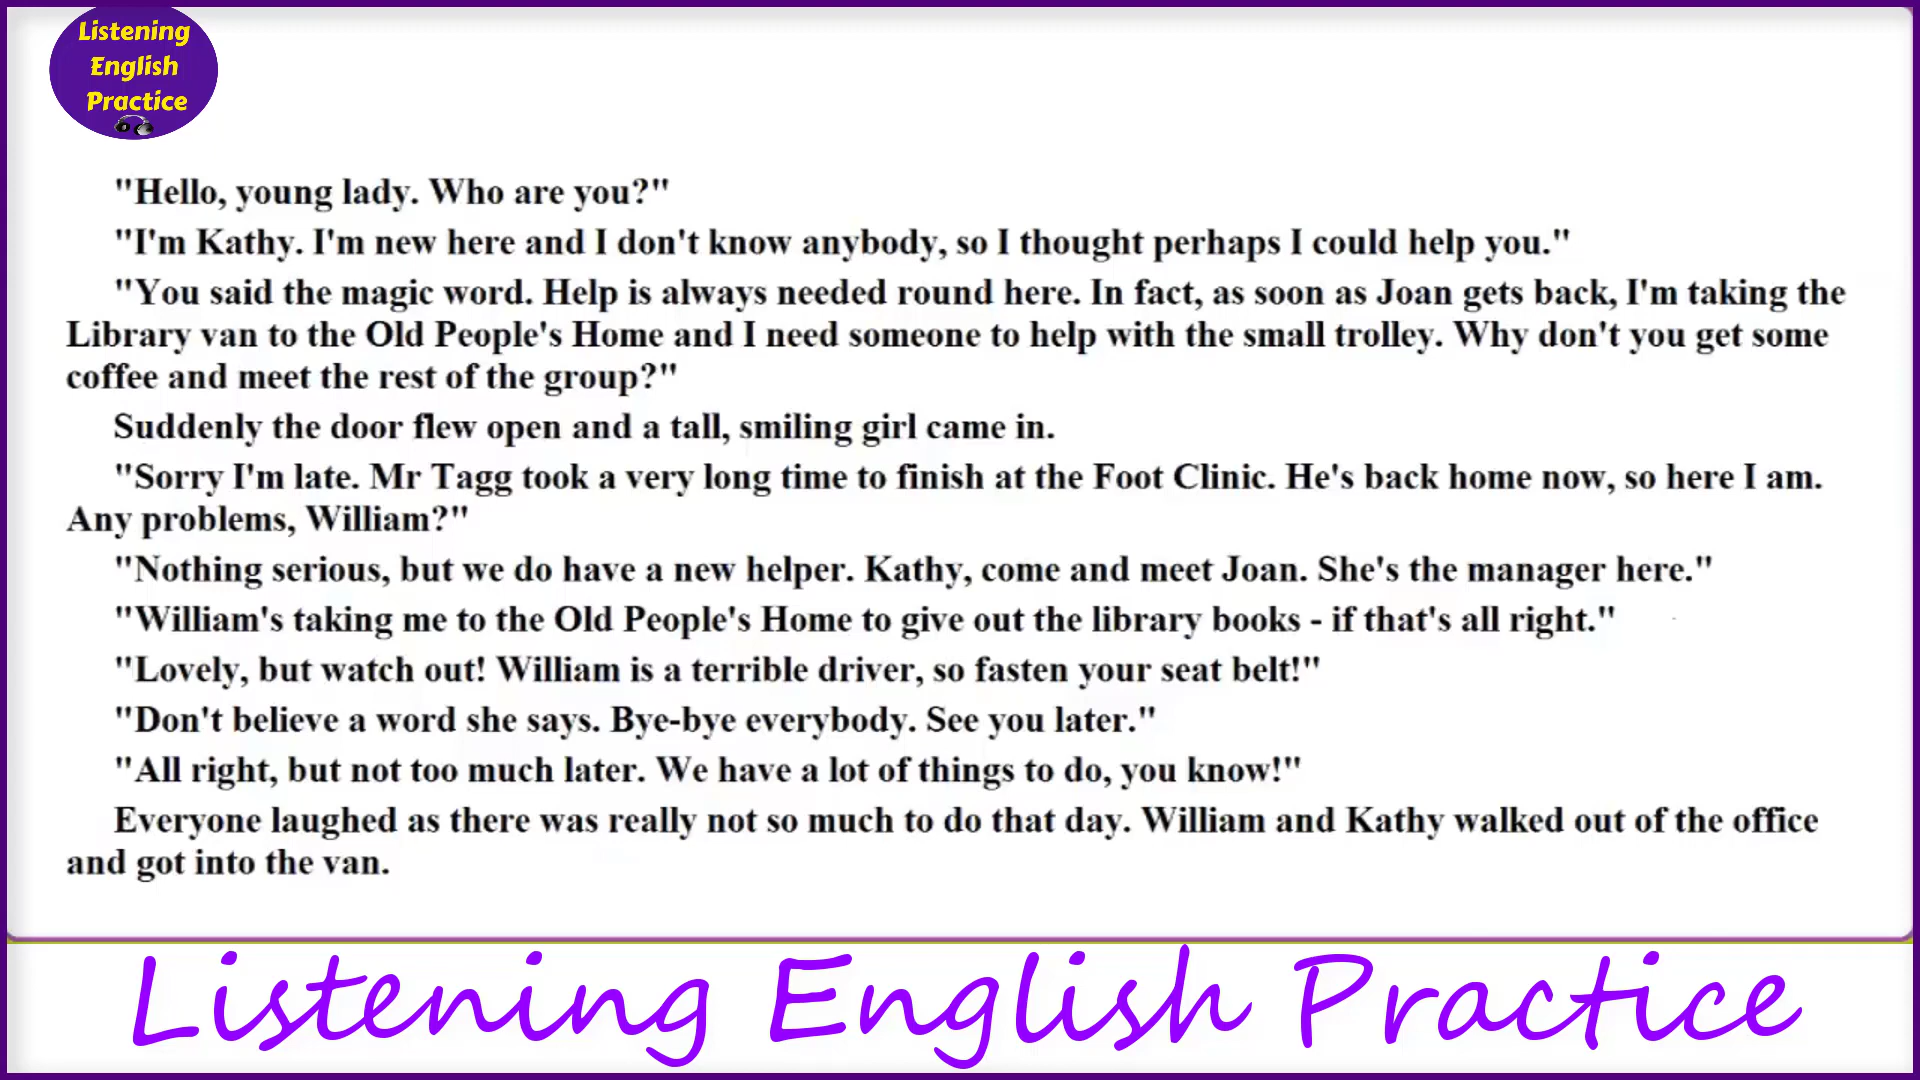 Listening
English
Practice
"Hello, young lady. Who are you?"
"I'm Kathy. I'm new here and I don't know anybody, so I thought perhaps I could help you."
"You said the magic word. Help is always needed round here. In fact, as soon as Joan gets back, I'm taking the
Library van to the Old People's Home and I need someone to help with the small trolley. Why don't you get some
coffee and meet the rest of the group?"
Suddenly the door flew open and a tall, smiling girl came in.
"Sorry I'm late. Mr Tagg took a very long time to finish at the Foot Clinic. He's back home now, so here I am.
Any problems, William?"
"Nothing serious, but we do have a new helper. Kathy, come and meet Joan. She's the manager here."
"William's taking me to the Old People's Home to give out the library books - if that's all right."
"Lovely, but watch out! William is a terrible driver, so fasten your seat belt!"
"Don't believe a word she says. Bye-bye everybody. See you later."
"All right, but not too much later. We have a lot of things to do, you know!"
Everyone laughed as there was really not so much to do that day. William and Kathy walked out of the office
and got into the van.
Listening English Practice